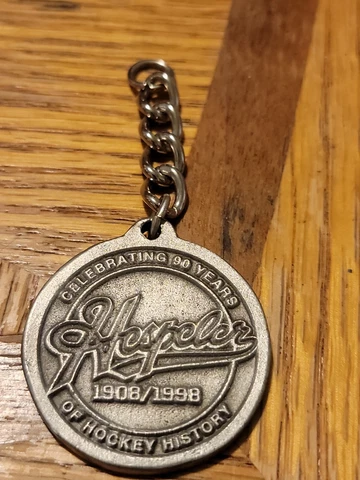 CELEBRATING 90 YEARS
Hespeler
1908/1998
OF HOCKEY HISTORY